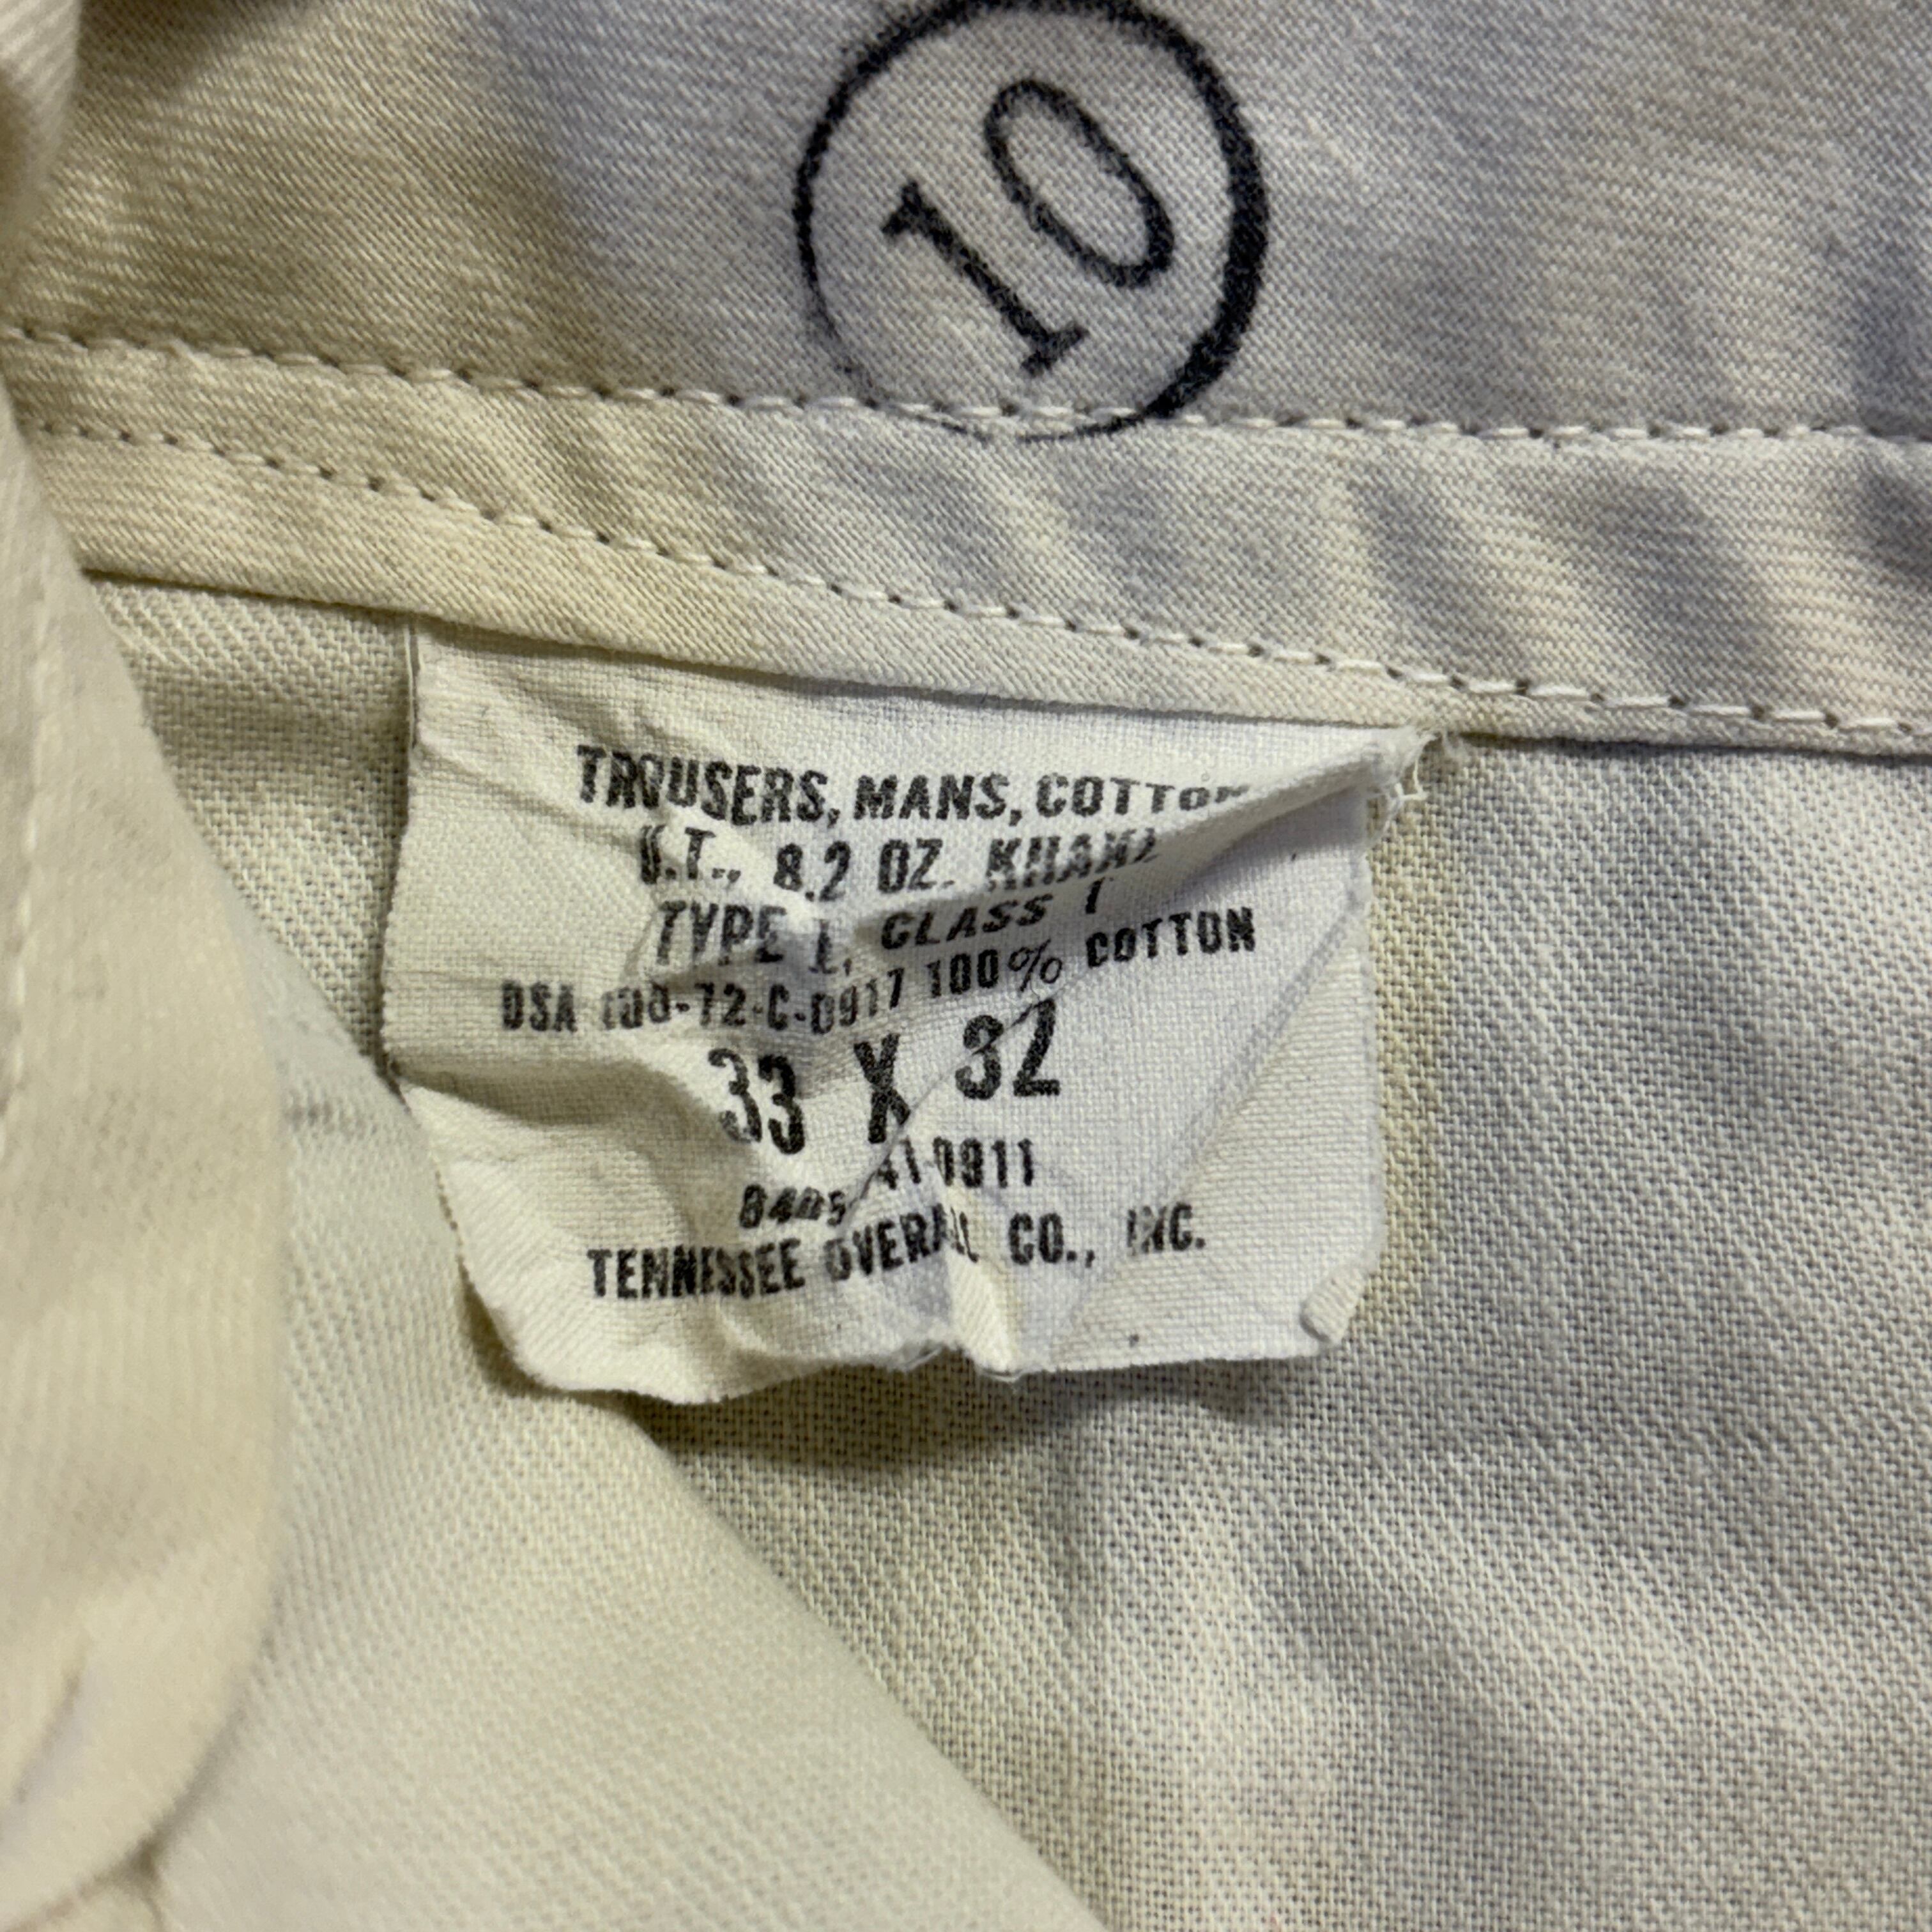 10
TROUSERS, MANS, COTTON
U.T., 8.2 OZ. KHAKI
TYPE I, CLASS 1
DSA 100-72-C-0917 100% COTTON
33 X 32
8405 410911
TENNESSEE OVERALL CO., INC.